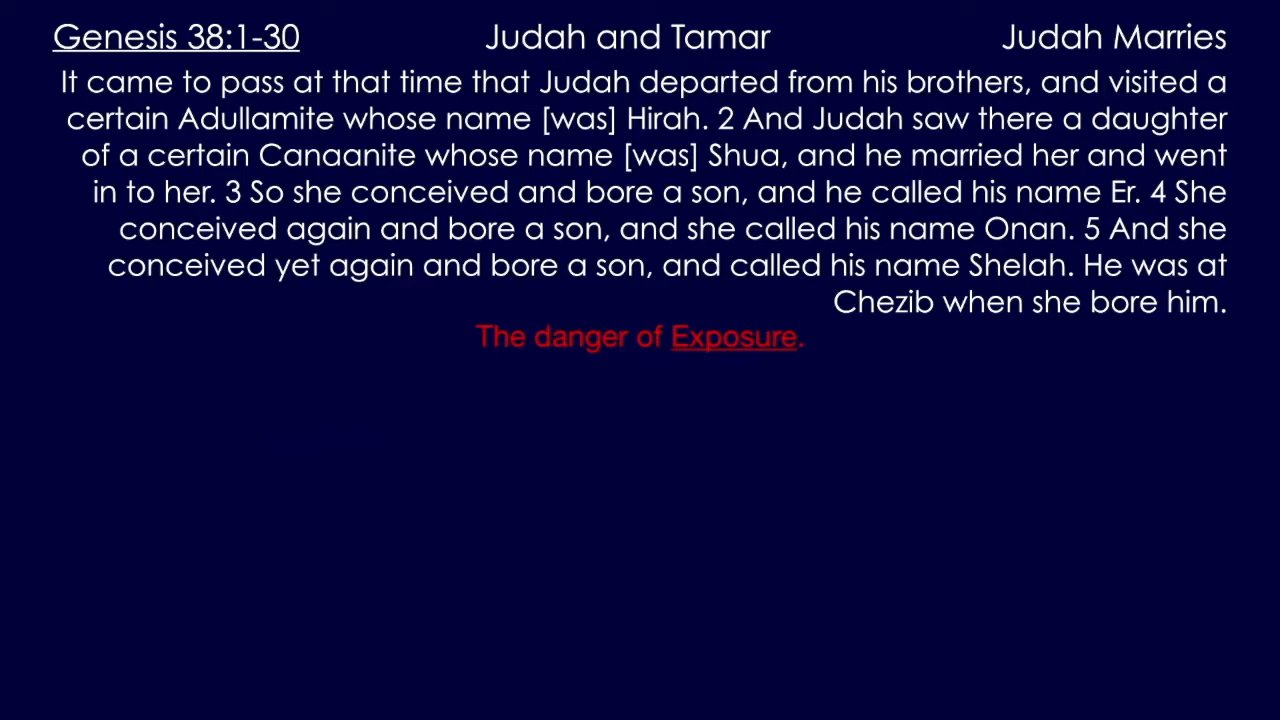 Genesis 38:1-30 Judah and Tamar Judah Marries
It came to pass at that time that Judah departed from his brothers, and visited a
certain Adullamite whose name [was] Hirah. 2 And Judah saw there a daughter
of a certain Canaanite whose name [was] Shua, and he married her and went
in to her. 3 So she conceived and bore a son, and he called his name Er. 4 She
conceived again and bore a son, and she called his name Onan. 5 And she
conceived yet again and bore a son, and called his name Shelah. He was at
Chezib when she bore him.
The danger of Exposure.